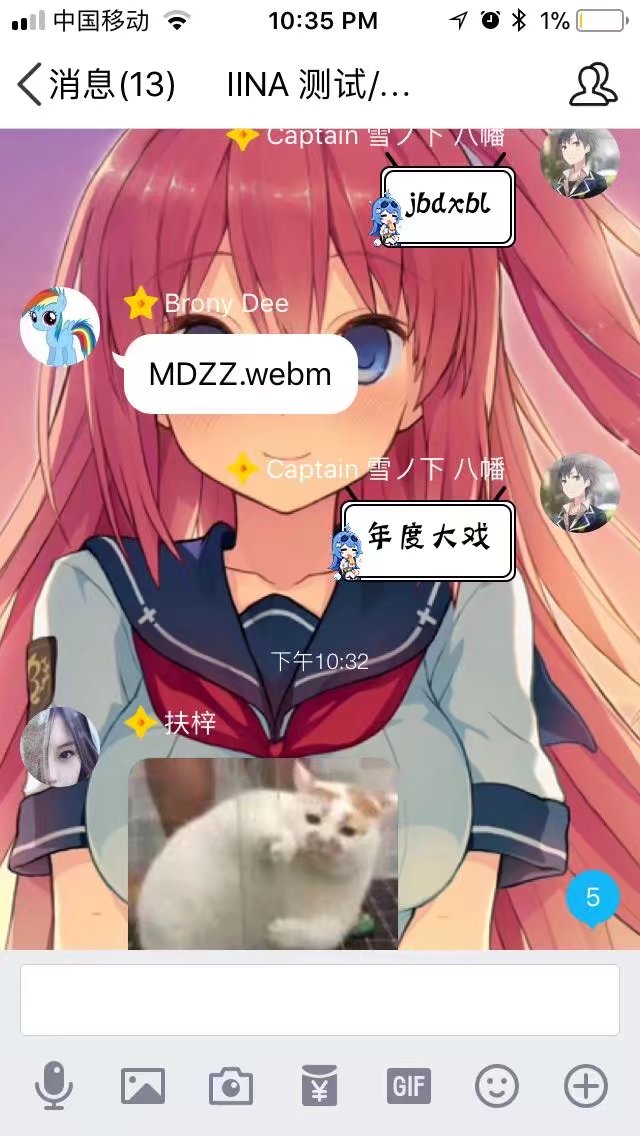 中国移动 10:35 PM 1%
消息(13) IINA 测试/...
Captain 雪ノ下 八幡
jbdxbl
Brony Dee
MDZZ.webm
Captain 雪ノ下 八幡
年度大戏
下午10:32
扶梓
5
¥
GIF